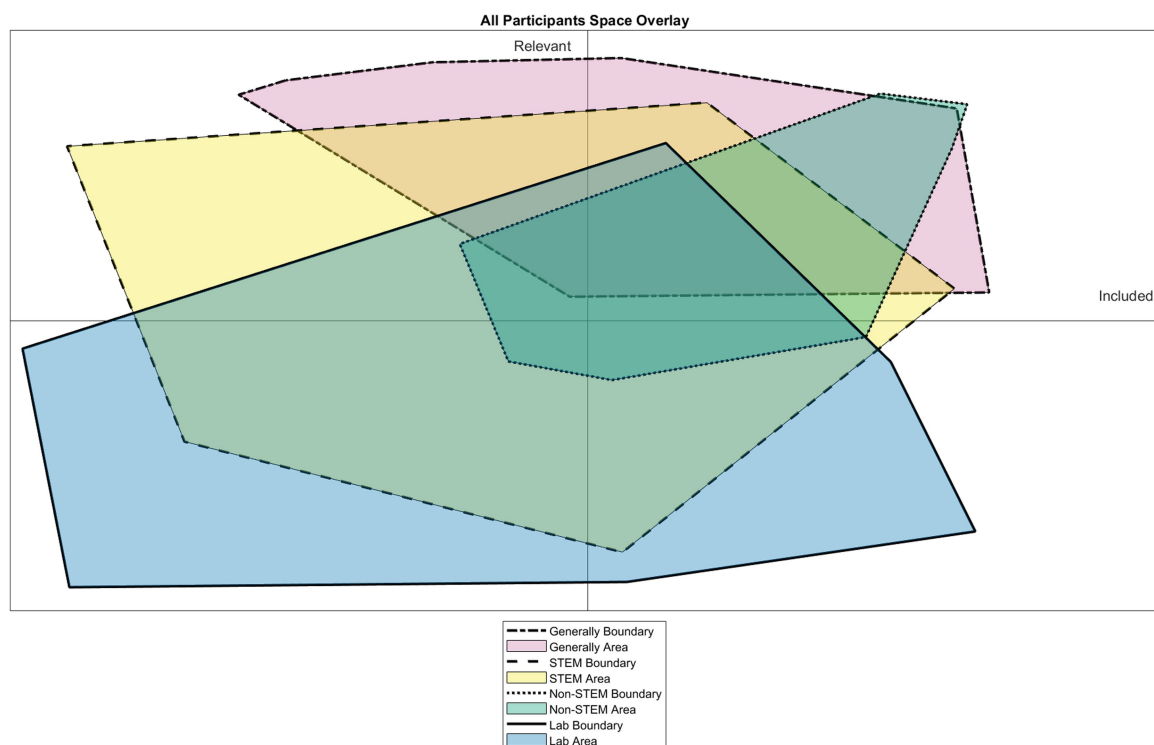 All Participants Space Overlay
Relevant
Included
Generally Boundary
Generally Area
STEM Boundary
STEM Area
Non-STEM Boundary
Non-STEM Area
Lab Boundary
Lab Area